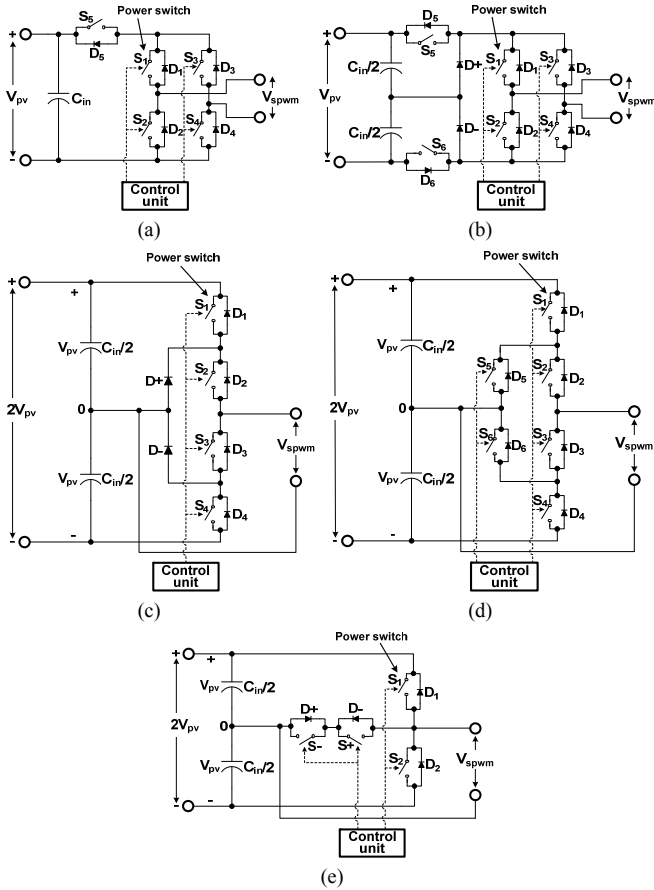 S5
Power switch
+
D5
S1
D1
S3
D3
Vpv
Cin
Vspwm
S2
D2
S4
D4
-
Control
unit
(a)
D5
Power switch
+
S5
Cin/2
D+
S1
D1
S3
D3
Vpv
Vspwm
Cin/2
D-
S2
D2
S4
D4
S6
-
D6
Control
unit
(b)
Power switch
+
+
S1
D1
Vpv
Cin/2
S2
D2
D+
2Vpv
0
Vspwm
D-
S3
D3
Vpv
Cin/2
S4
D4
-
-
Control
unit
(c)
Power switch
+
+
S1
D1
Vpv
Cin/2
S5
D5
S2
D2
2Vpv
0
Vspwm
S6
D6
S3
D3
Vpv
Cin/2
S4
D4
-
-
Control
unit
(d)
Power switch
+
+
S1
D1
Vpv
Cin/2
D+
D-
2Vpv
0
S-
S+
Vspwm
Vpv
Cin/2
S2
D2
-
-
Control
unit
(e)